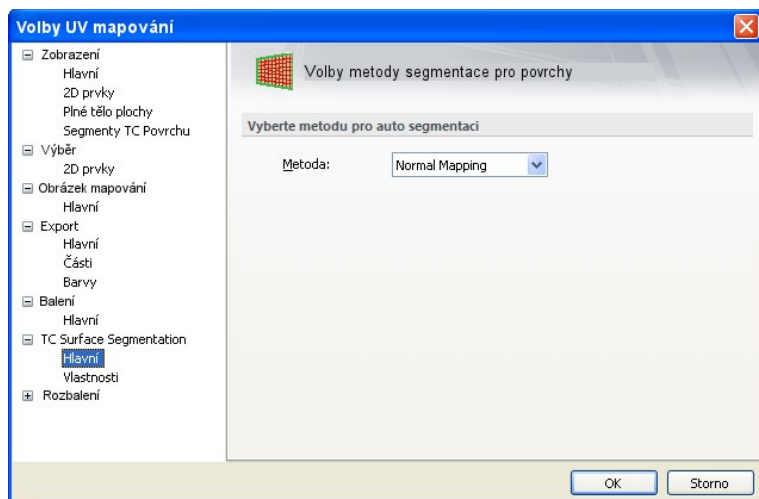 Volby UV mapování
Zobrazení
Hlavní
2D prvky
Plné tělo plochy
Segmenty TC Povrchu
Výběr
2D prvky
Obrázek mapování
Hlavní
Export
Hlavní
Části
Barvy
Balení
Hlavní
TC Surface Segmentation
Hlavní
Vlastnosti
Rozbalení
Volby metody segmentace pro povrchy
Vyberte metodu pro auto segmentaci
Metoda: Normal Mapping
OK Storno